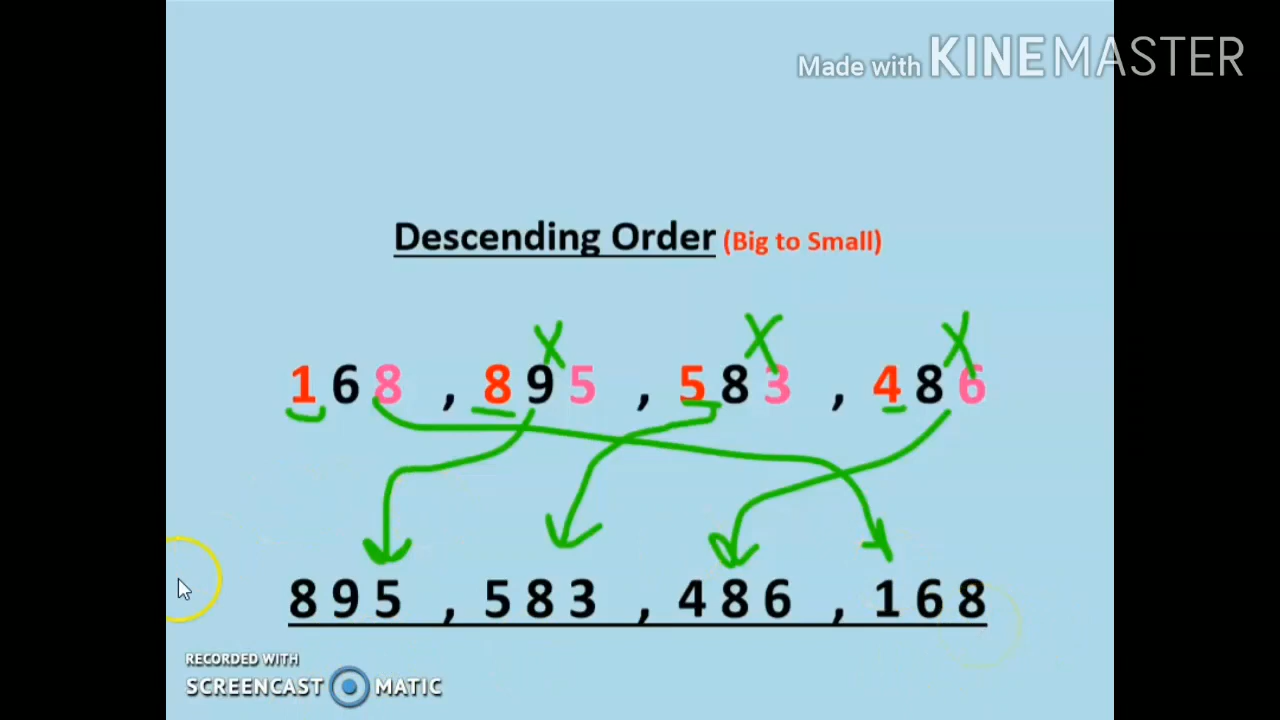 Made with KINEMASTER
Descending Order (Big to Small)
X X X
168 , 895 , 583 , 486
895 , 583 , 486 , 168
RECORDED WITH
SCREENCAST MATIC